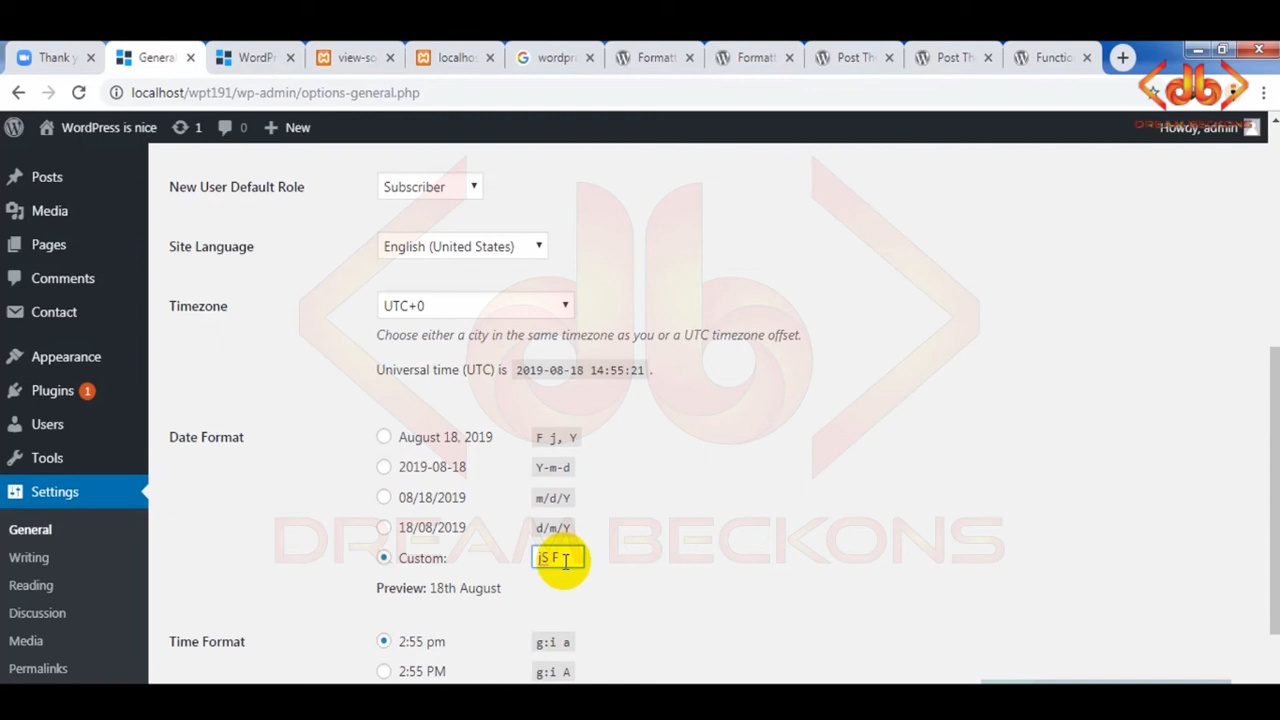 Thank y
General
WordPr
view-so
localho
wordpr
Formatt
Formatt
Post Th
Post Th
Functio
localhost/wpt191/wp-admin/options-general.php
DREAM BECKONS
WordPress is nice 1 0 New Howdy, admin
Posts
Media
Pages
Comments
Contact
Appearance
Plugins 1
Users
Tools
Settings
General
Writing
Reading
Discussion
Media
Permalinks
New User Default Role Subscriber
Site Language English (United States)
Timezone UTC+0
Choose either a city in the same timezone as you or a UTC timezone offset.
Universal time (UTC) is 2019-08-18 14:55:21 .
Date Format August 18, 2019 F j, Y
2019-08-18 Y-m-d
08/18/2019 m/d/Y
18/08/2019 d/m/Y
Custom: jS F
Preview: 18th August
Time Format 2:55 pm g:i a
2:55 PM g:i A
DREAM BECKONS